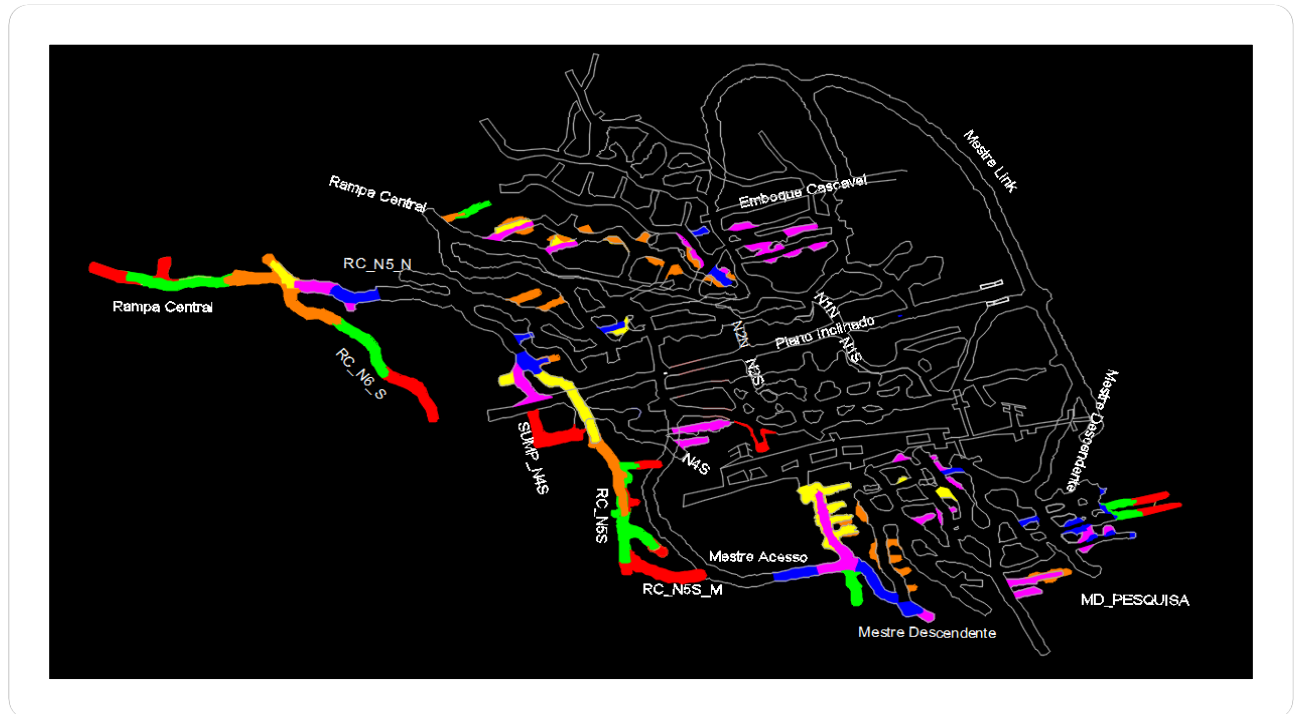 Mestre Link
Rampa Central
Emboque Cascavel
RC_N5_N
Rampa Central
N1N
N2N
Plano Inclinado
N1S
N2S
RC_N6_S
Mestre Descendente
SUMP_N4S
N4S
RC_N5S
Mestre Acesso
RC_N5S_M
MD_PESQUISA
Mestre Descendente